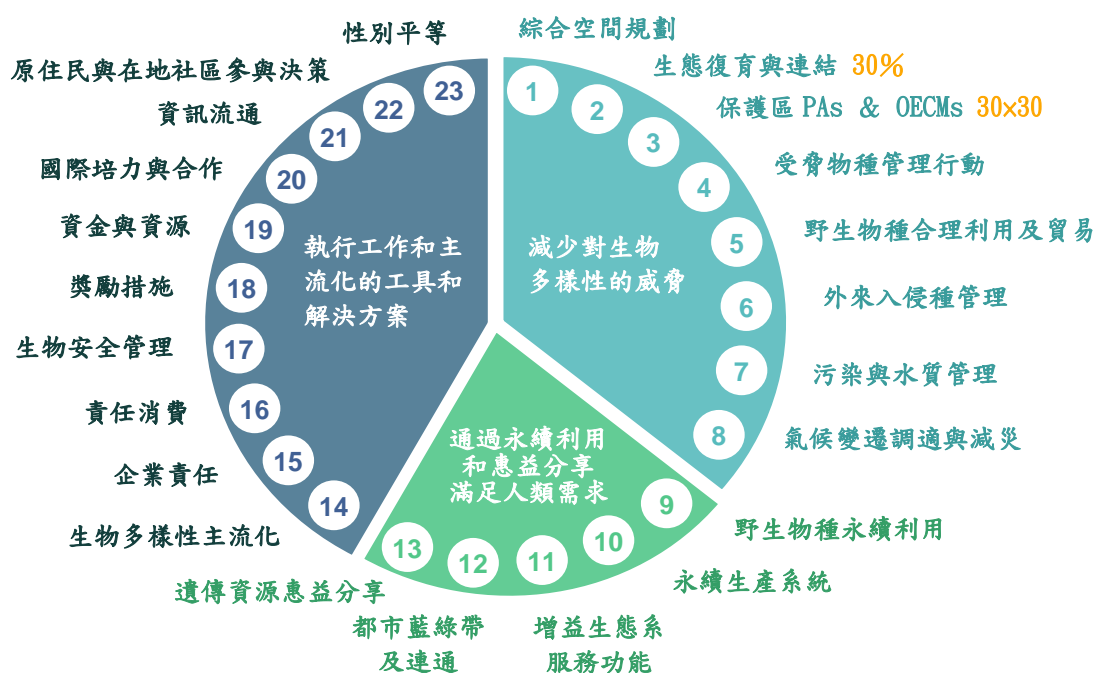 綜合空間規劃
1
生態復育與連結 30%
2
保護區 PAs & OECMs 30×30
3
受脅物種管理行動
4
野生物種合理利用及貿易
5
外來入侵種管理
6
污染與水質管理
7
氣候變遷調適與減災
8
減少對生物
多樣性的威脅
野生物種永續利用
9
永續生產系統
10
增益生態系
服務功能
11
都市藍綠帶
及連通
12
遺傳資源惠益分享
13
通過永續利用
和惠益分享
滿足人類需求
生物多樣性主流化
14
企業責任
15
責任消費
16
生物安全管理
17
獎勵措施
18
資金與資源
19
國際培力與合作
20
資訊流通
21
原住民與在地社區參與決策
22
性別平等
23
執行工作和主
流化的工具和
解決方案